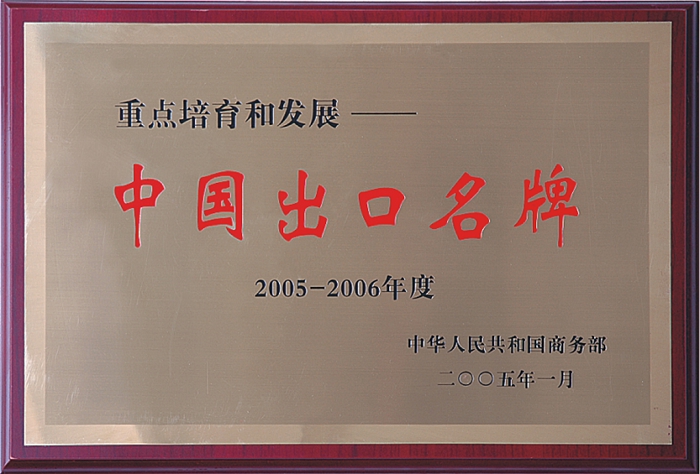 重点培育和发展——
中国出口名牌
2005-2006年度
中华人民共和国商务部
二〇〇五年一月